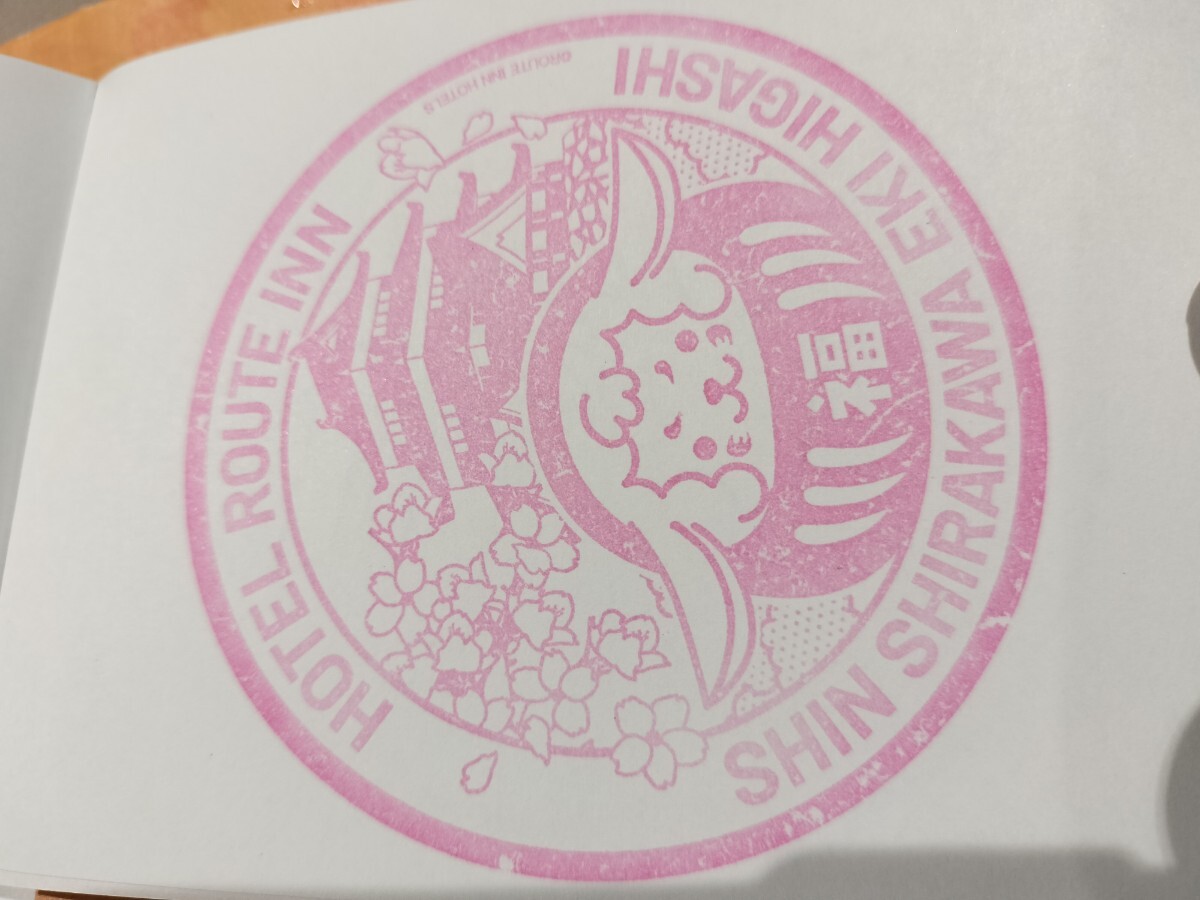 HOTEL ROUTE INN
©ROUTE INN HOTELS
福
SHIN SHIRAKAWA EKI HIGASHI